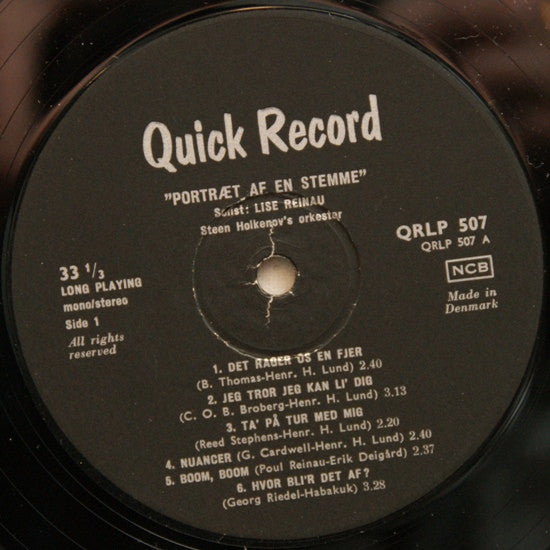 Quick Record
"PORTRÆT AF EN STEMME"
Solist: LISE REINAU
Steen Holkenov's orkester
QRLP 507
QRLP 507 A
NCB
Made in
Denmark
33 1/3
LONG PLAYING
mono/stereo
Side 1
All rights
reserved
1. DET RAGER OS EN FJER
(B. Thomas-Henr. H. Lund) 2.40
2. JEG TROR JEG KAN LI' DIG
(C. O. B. Broberg-Henr. H. Lund) 3.13
3. TA' PÅ TUR MED MIG
(Reed Stephens-Henr. H. Lund) 2.20
4. NUANCER (G. Cardwell-Henr. H. Lund) 2.40
5. BOOM, BOOM (Poul Reinau-Erik Deigård) 2.37
6. HVOR BLI'R DET AF?
(Georg Riedel-Habakuk) 3.28